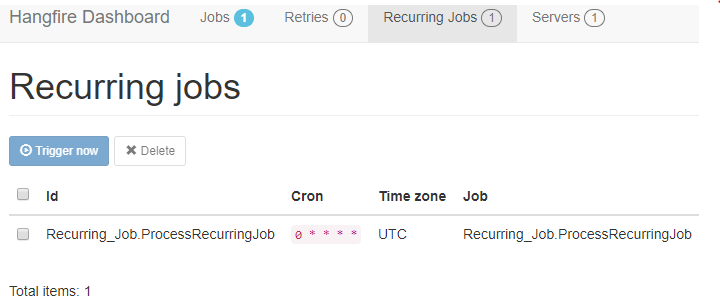 Hangfire Dashboard Jobs 1 Retries 0 Recurring Jobs 1 Servers 1
Recurring jobs
Trigger now Delete
Id Cron Time zone Job
Recurring_Job.ProcessRecurringJob 0 * * * * UTC Recurring_Job.ProcessRecurringJob
Total items: 1